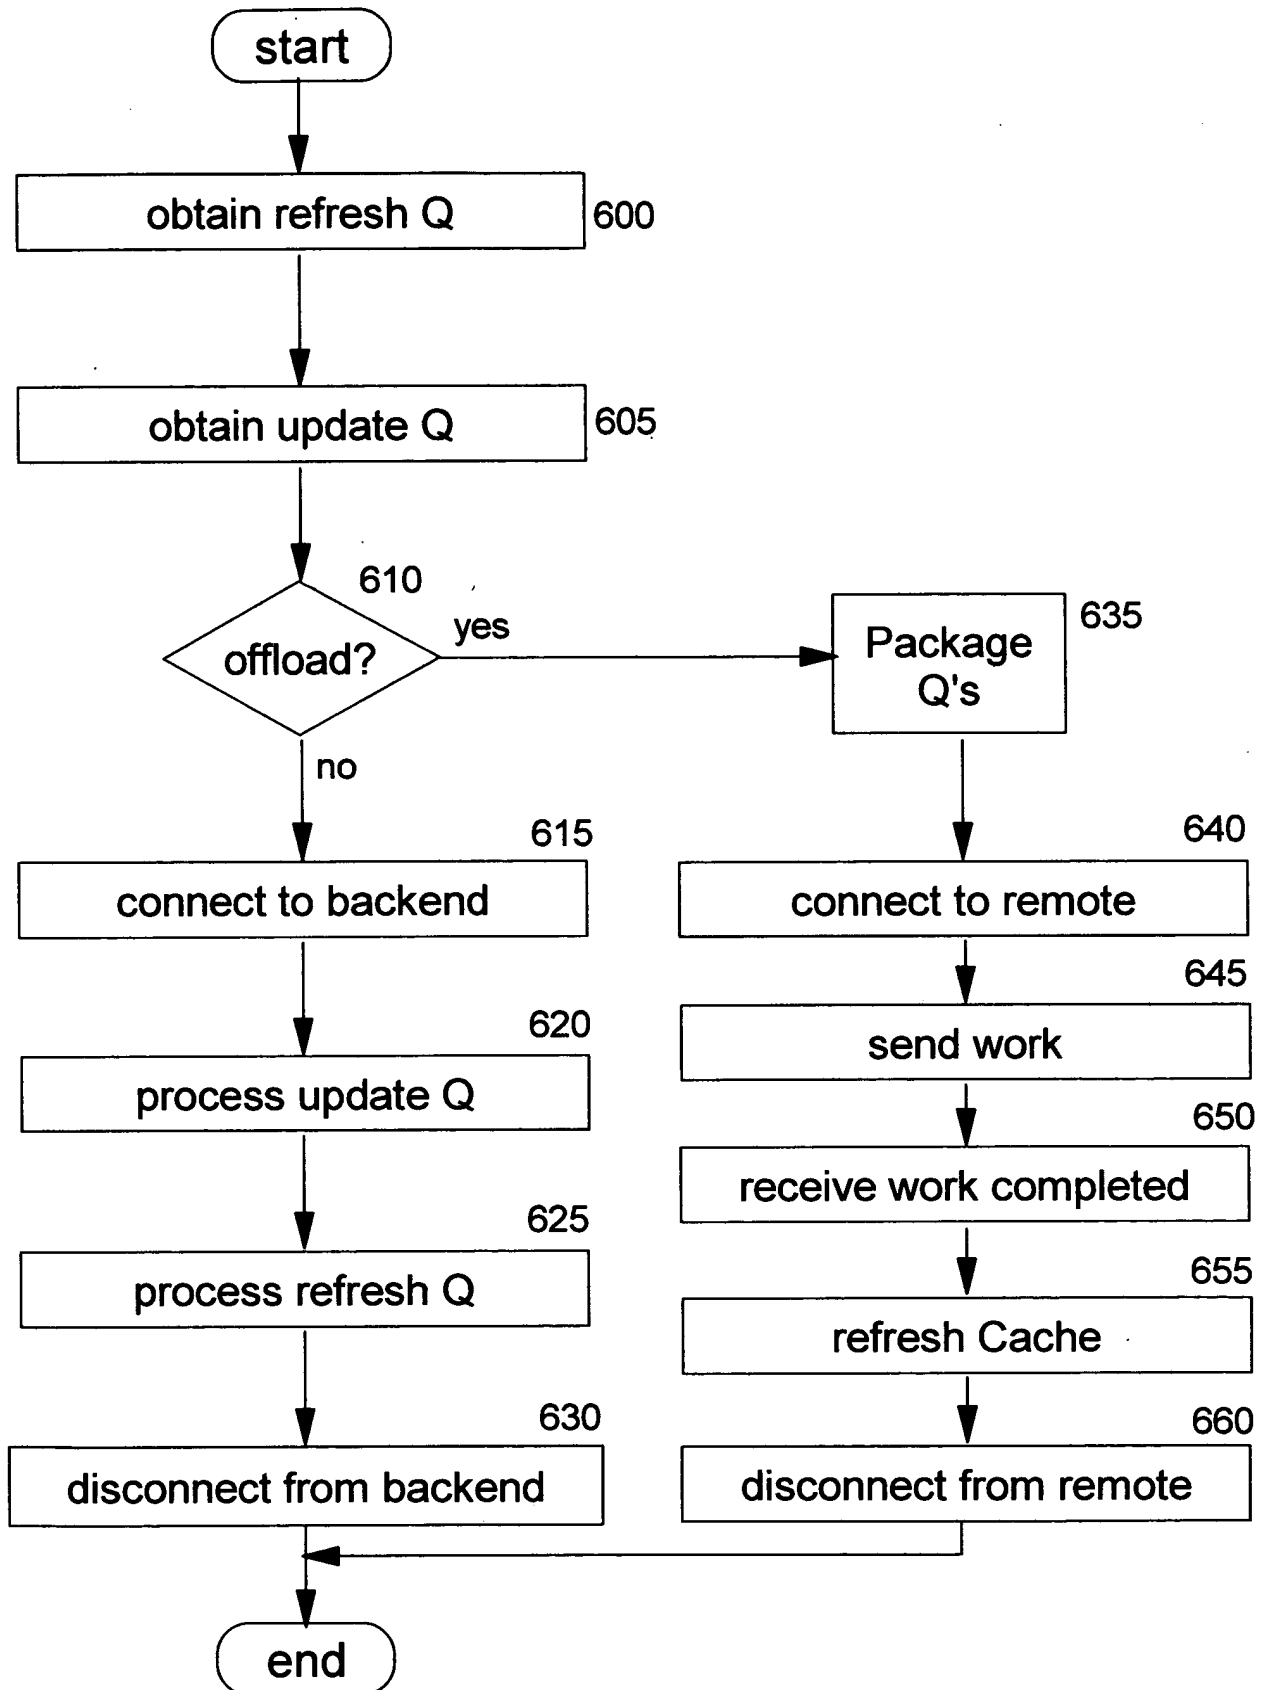 start
obtain refresh Q
600
obtain update Q
605
610
offload?
yes
no
635
Package
Q's
615
connect to backend
620
process update Q
625
process refresh Q
630
disconnect from backend
640
connect to remote
645
send work
650
receive work completed
655
refresh Cache
660
disconnect from remote
end